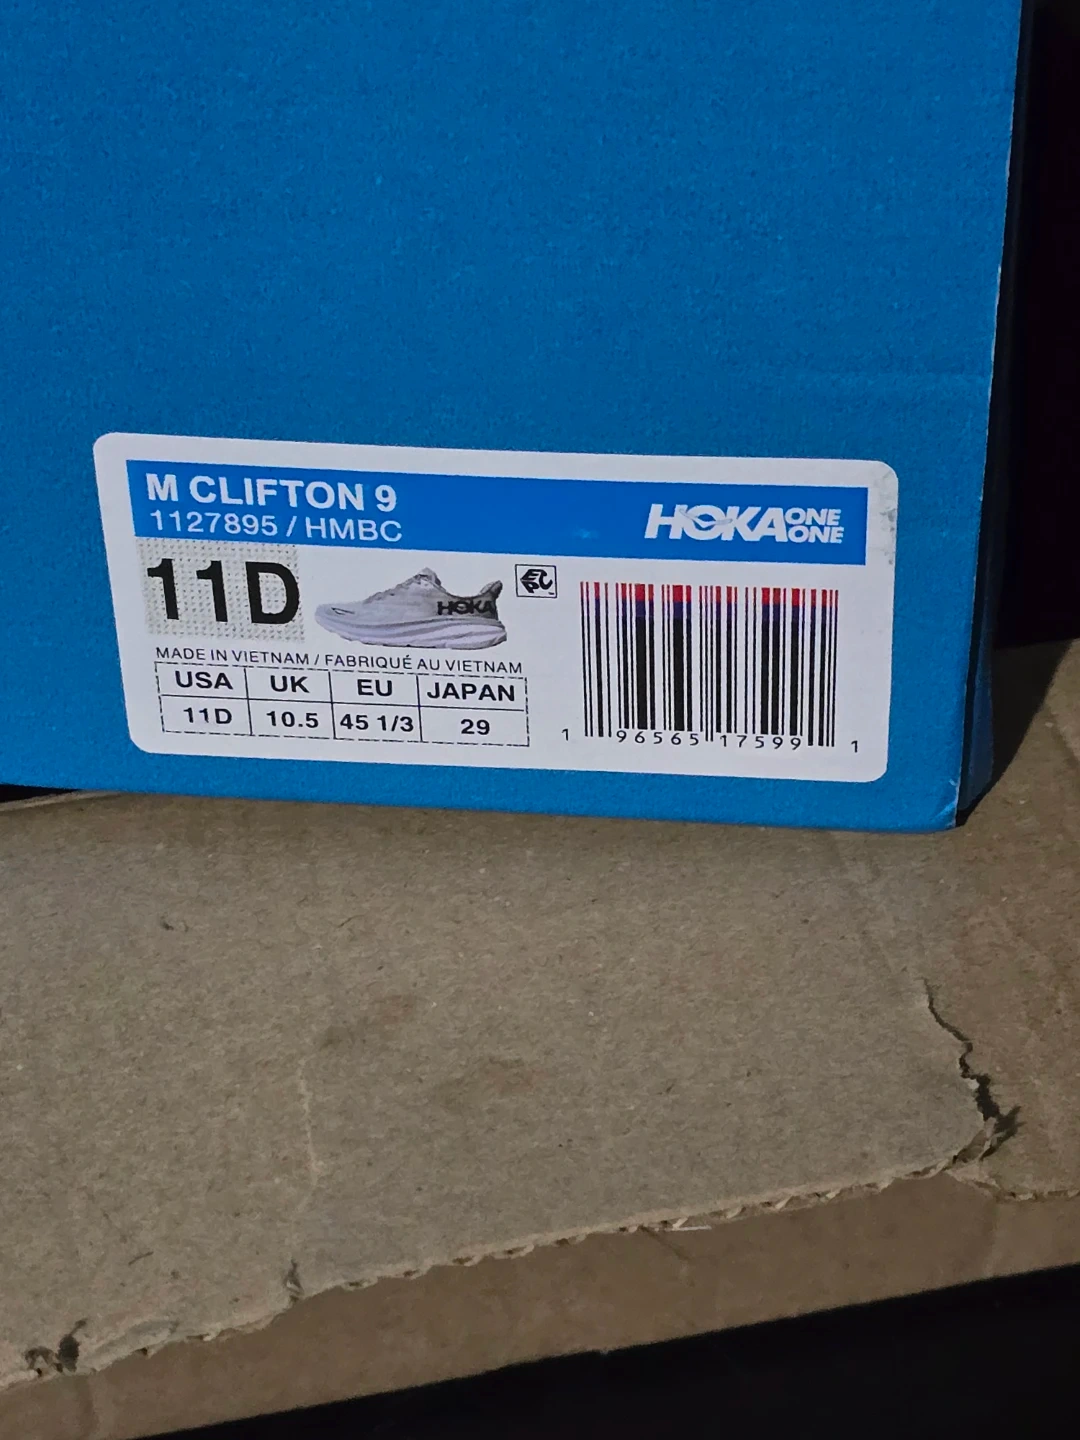 M CLIFTON 9
1127895 / HMBC
HOKA ONE ONE
11D
HOKA
MADE IN VIETNAM / FABRIQUÉ AU VIETNAM
USA UK EU JAPAN
11D 10.5 45 1/3 29
1 96565 17599 1